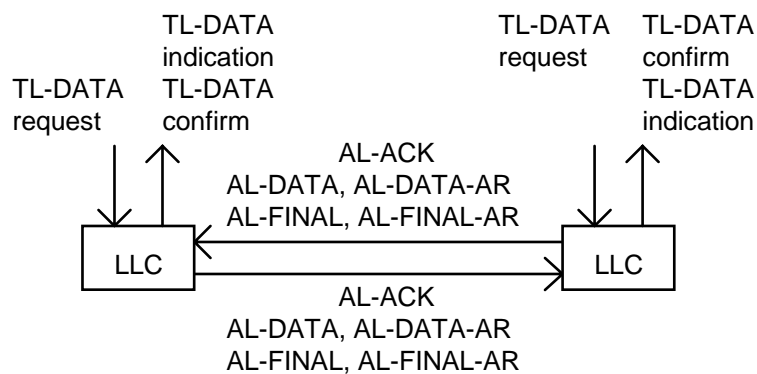 TL-DATA
indication
TL-DATA
confirm
TL-DATA
request
TL-DATA
request
TL-DATA
confirm
TL-DATA
indication
AL-ACK
AL-DATA, AL-DATA-AR
AL-FINAL, AL-FINAL-AR
LLC
LLC
AL-ACK
AL-DATA, AL-DATA-AR
AL-FINAL, AL-FINAL-AR